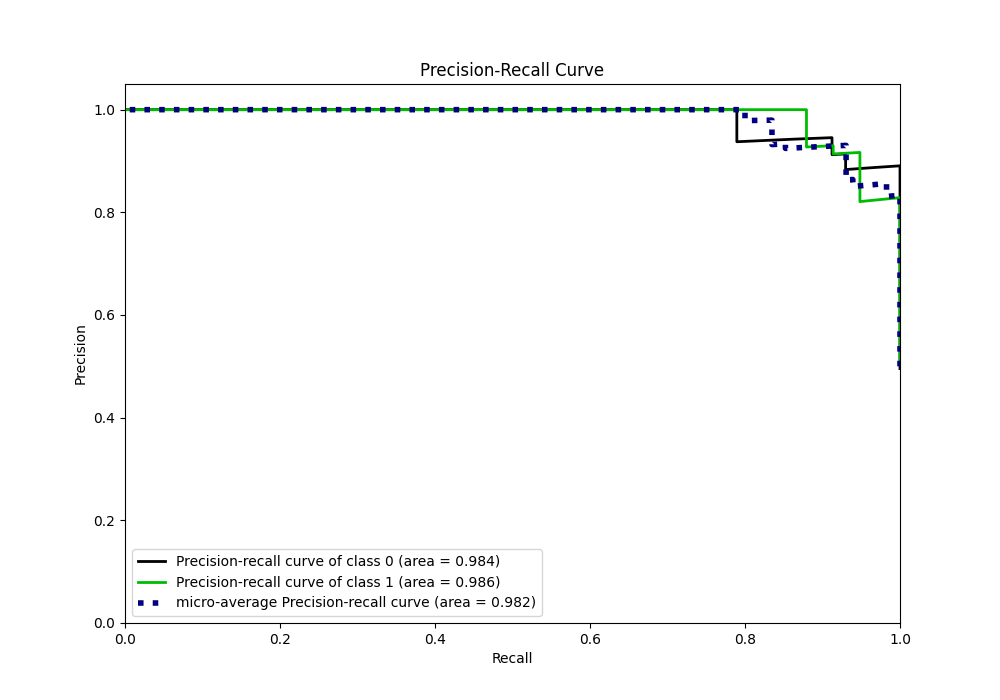 Precision-Recall Curve
1.0
0.8
0.6
0.4
0.2
0.0
Precision
Precision-recall curve of class 0 (area = 0.984)
Precision-recall curve of class 1 (area = 0.986)
micro-average Precision-recall curve (area = 0.982)
0.0 0.2 0.4 0.6 0.8 1.0
Recall